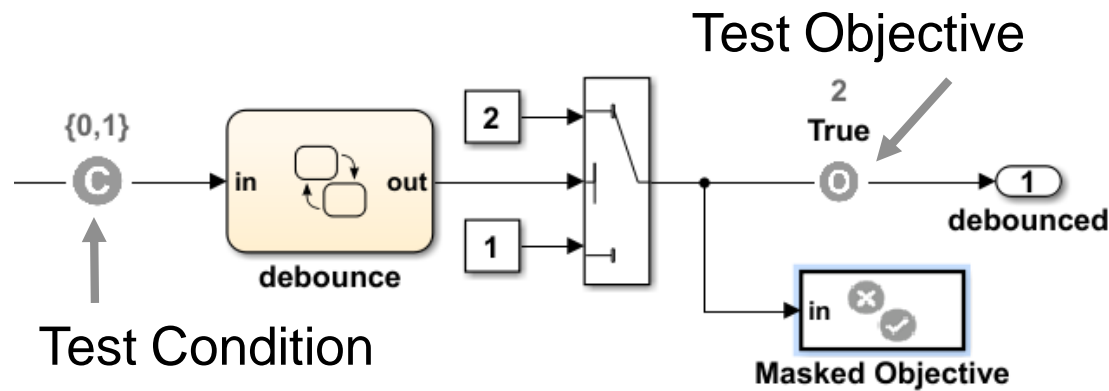 Test Objective
{0,1}
C
in
out
debounce
2
1
2
True
O
1
debounced
in
Masked Objective
Test Condition